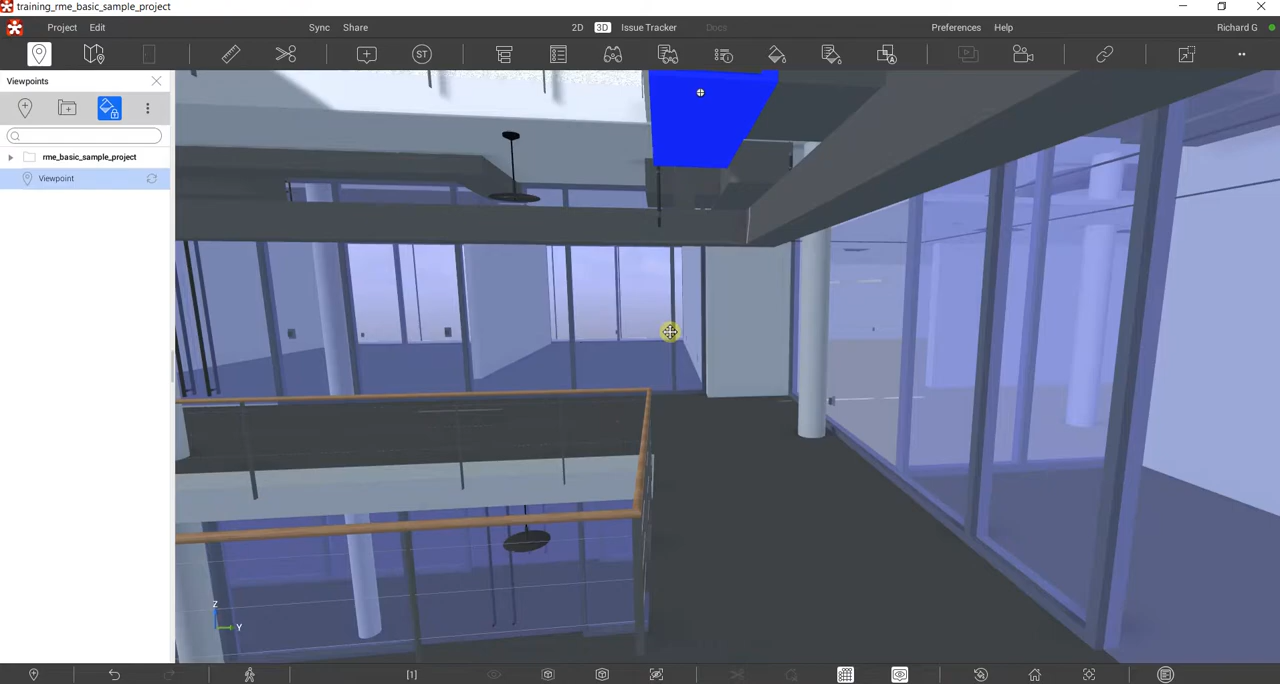 training_rme_basic_sample_project
Project Edit Sync Share 2D 3D Issue Tracker Docs Preferences Help Richard G
ST
Viewpoints
rme_basic_sample_project
Viewpoint
Z
Y
[1]